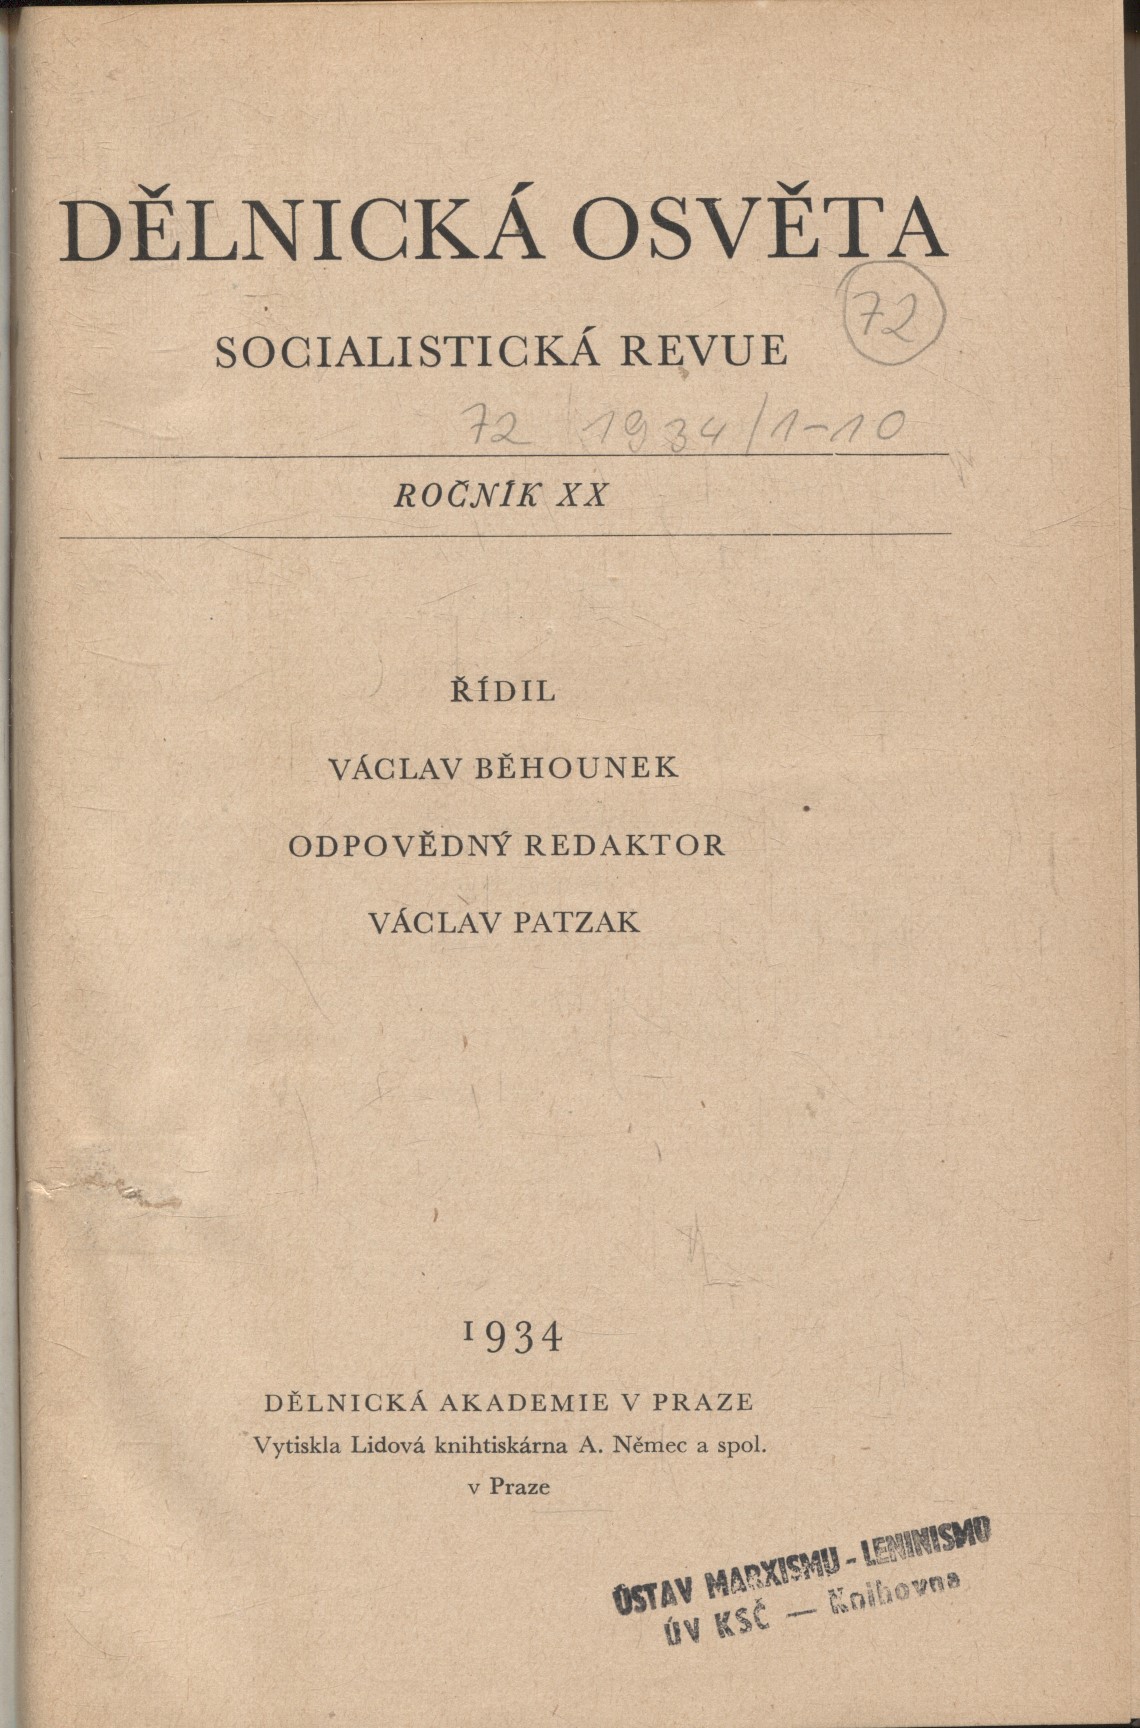 DĚLNICKÁ OSVĚTA
72
SOCIALISTICKÁ REVUE
72 / 1934 / 1-10
ROČNÍK XX
ŘÍDIL
VÁCLAV BĚHOUNEK
ODPOVĚDNÝ REDAKTOR
VÁCLAV PATZAK
1934
DĚLNICKÁ AKADEMIE V PRAZE
Vytiskla Lidová knihtiskárna A. Němec a spol.
v Praze
ÚSTAV MARXISMU - LENINISMU
ÚV KSČ — Knihovna